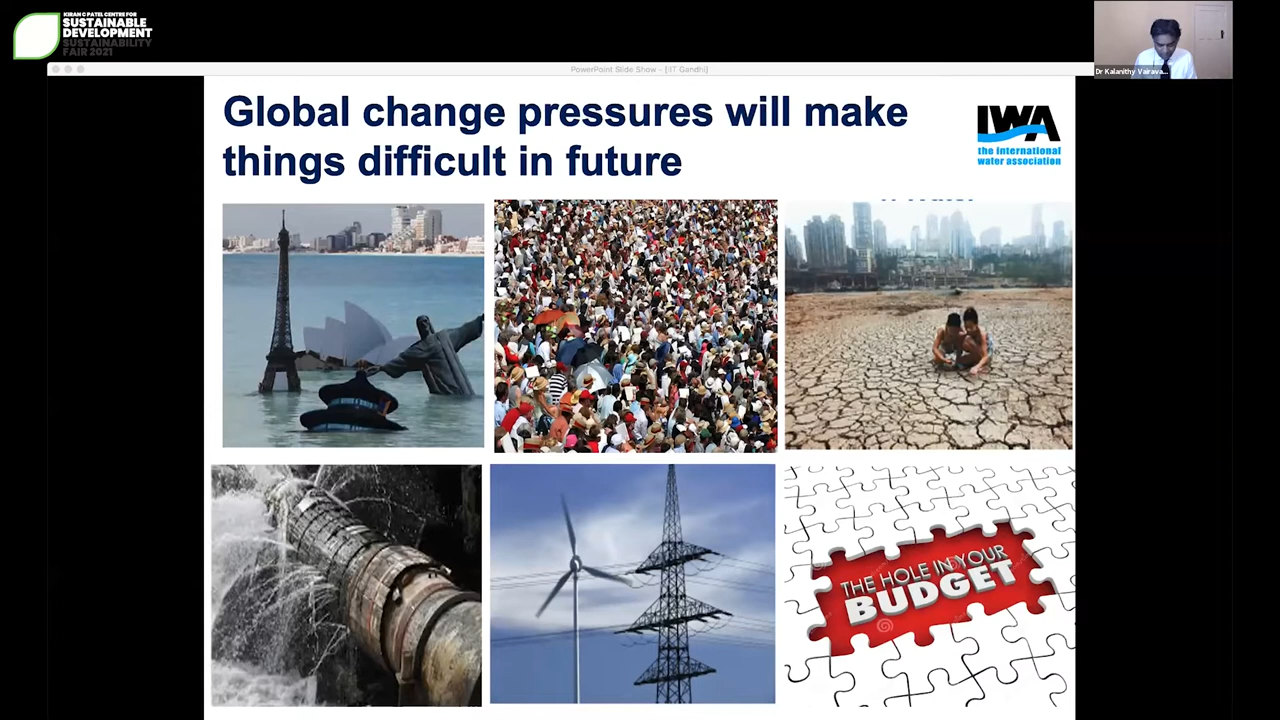 KIRAN C PATEL CENTRE FOR
SUSTAINABLE
DEVELOPMENT
SUSTAINABILITY
FAIR 2021
PowerPoint Slide Show - [IIT Gandhi]
Dr Kalanithy Vairava...
Global change pressures will make
things difficult in future
IWA
the international
water association
THE HOLE IN YOUR
BUDGET